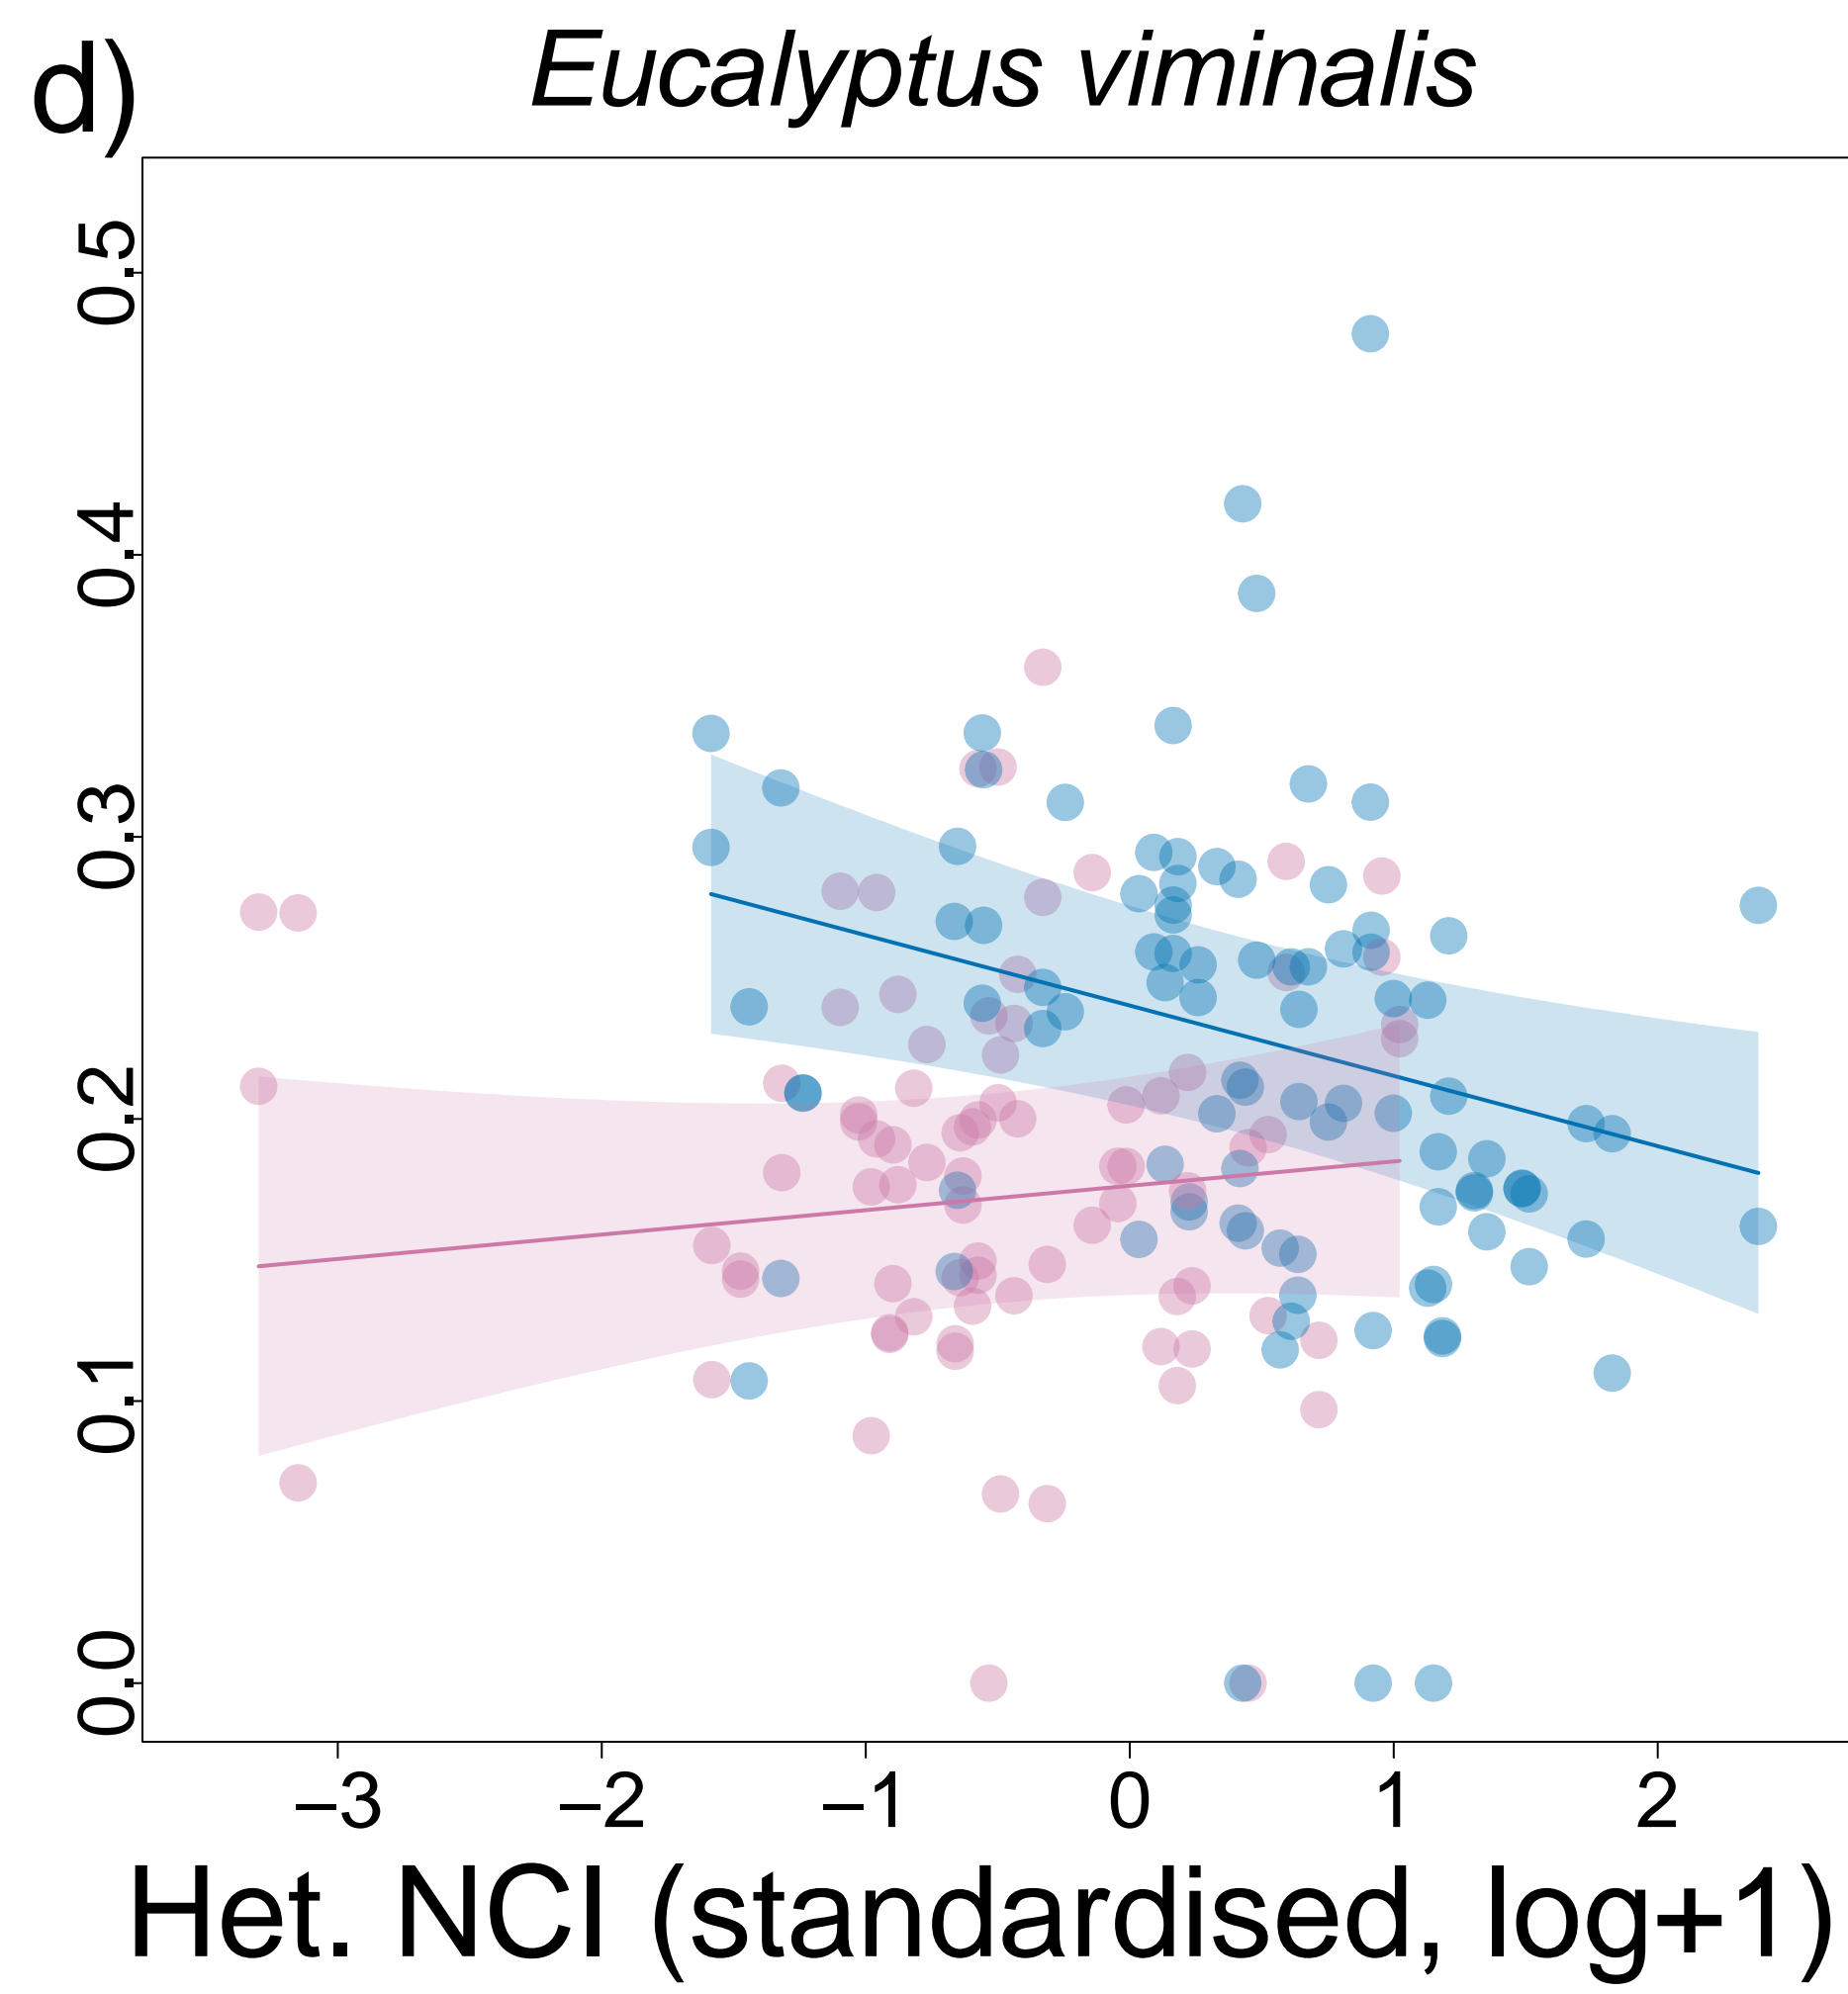 d)
Eucalyptus viminalis
0.5
0.4
0.3
0.2
0.1
0.0
–3 –2 –1 0 1 2
Het. NCI (standardised, log+1)